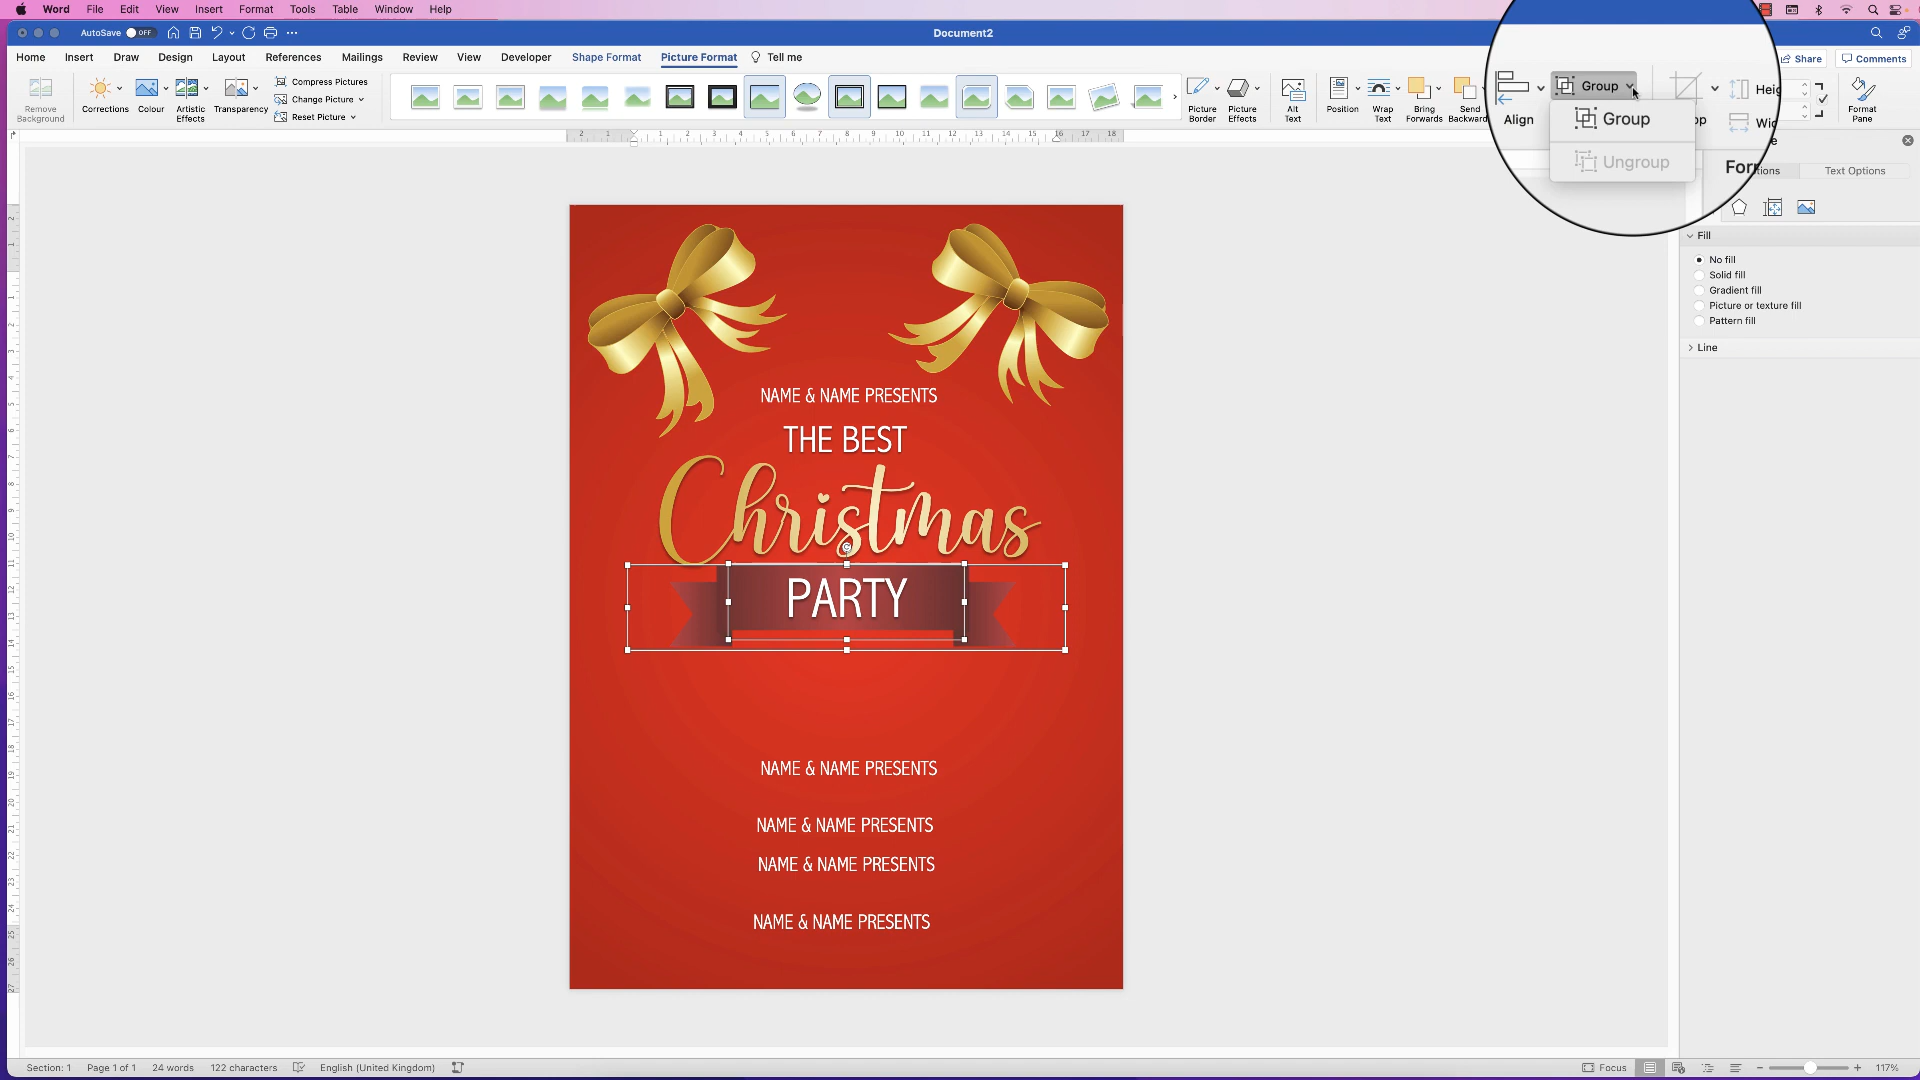 Word File Edit View Insert Format Tools Table Window Help
AutoSave OFF
Document2
Home Insert Draw Design Layout References Mailings Review View Developer Shape Format Picture Format Tell me
Share Comments
Remove Background
Corrections
Colour
Artistic Effects
Transparency
Compress Pictures
Change Picture
Reset Picture
Picture Border
Picture Effects
Alt Text
Position
Wrap Text
Bring Forwards
Send Backward
Align
Group
Group
Ungroup
Format Pane
Text Options
Fill
No fill
Solid fill
Gradient fill
Picture or texture fill
Pattern fill
Line
NAME & NAME PRESENTS
THE BEST
Christmas
PARTY
NAME & NAME PRESENTS
NAME & NAME PRESENTS
NAME & NAME PRESENTS
NAME & NAME PRESENTS
Section: 1 Page 1 of 1 24 words 122 characters English (United Kingdom) Focus 117%